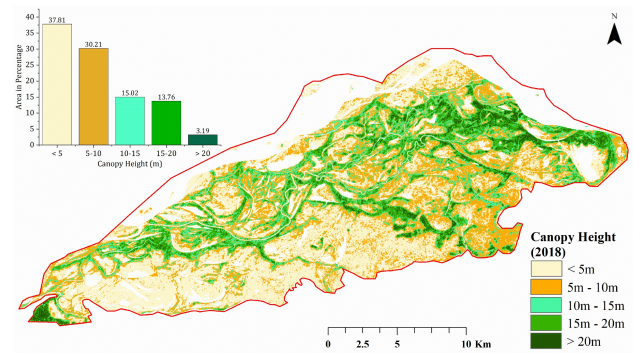 40
35
30
25
20
15
10
5
0
Area in Percentage
37.81
30.21
15.02
13.76
3.19
< 5
5-10
10-15
15-20
> 20
Canopy Height (m)
N
Canopy Height
(2018)
< 5m
5m - 10m
10m - 15m
15m - 20m
> 20m
0 2.5 5 10 Km